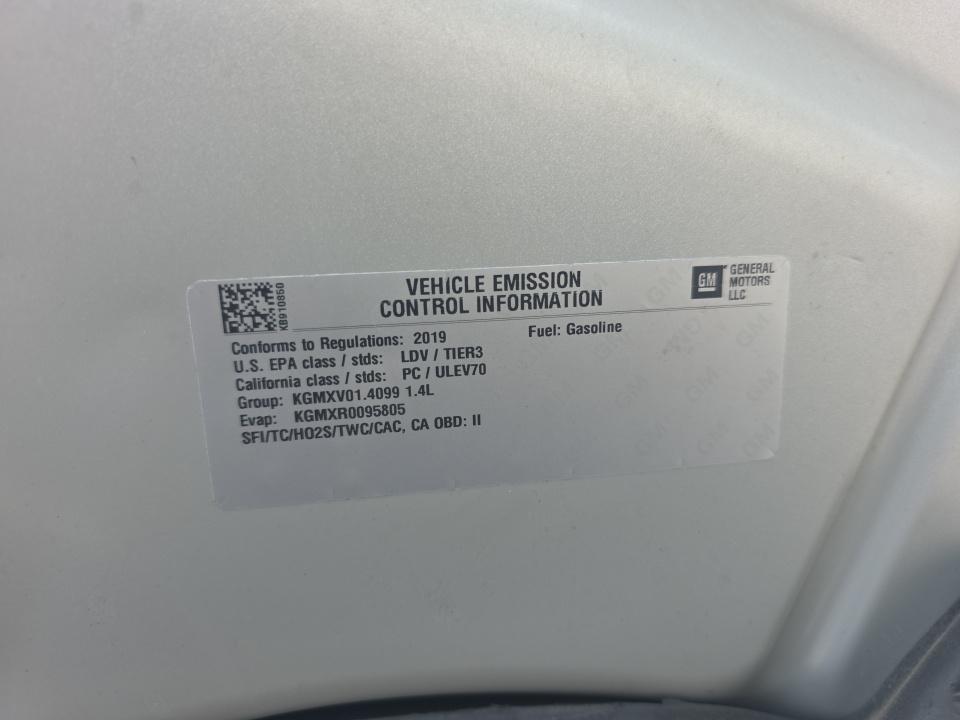 KB910850
VEHICLE EMISSION
CONTROL INFORMATION
GM
GENERAL
MOTORS
LLC
Conforms to Regulations: 2019 Fuel: Gasoline
U.S. EPA class / stds: LDV / TIER3
California class / stds: PC / ULEV70
Group: KGMXV01.4099 1.4L
Evap: KGMXR0095805
SFI/TC/HO2S/TWC/CAC, CA OBD: II